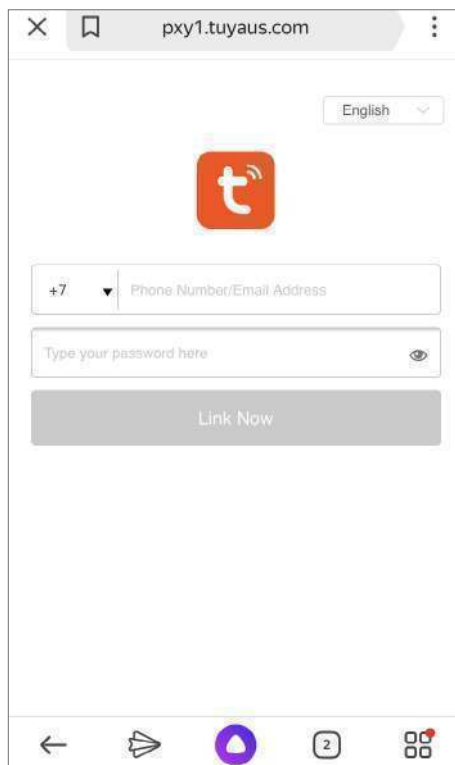 pxy1.tuyaus.com
English
t
+7 Phone Number/Email Address
Type your password here
Link Now
2